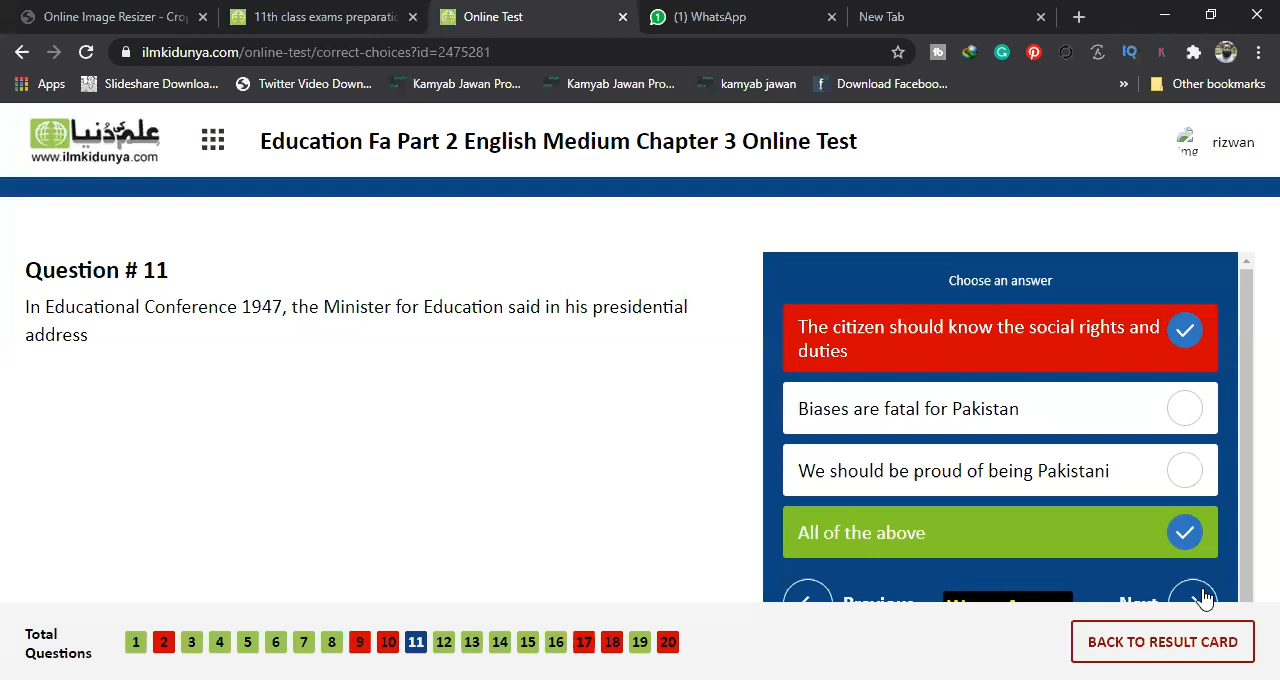 Online Image Resizer - Cro
11th class exams preparati
Online Test
(1) WhatsApp
New Tab
ilmkidunya.com/online-test/correct-choices?id=2475281
Apps
Slideshare Downloa...
Twitter Video Down...
Kamyab Jawan Pro...
Kamyab Jawan Pro...
kamyab jawan
Download Faceboo...
»
Other bookmarks
علم کی دنیا
www.ilmkidunya.com
Education Fa Part 2 English Medium Chapter 3 Online Test
img
rizwan
Question # 11
In Educational Conference 1947, the Minister for Education said in his presidential
address
Choose an answer
The citizen should know the social rights and
duties
Biases are fatal for Pakistan
We should be proud of being Pakistani
All of the above
Previous
Next
Total
Questions
1 2 3 4 5 6 7 8 9 10 11 12 13 14 15 16 17 18 19 20
BACK TO RESULT CARD